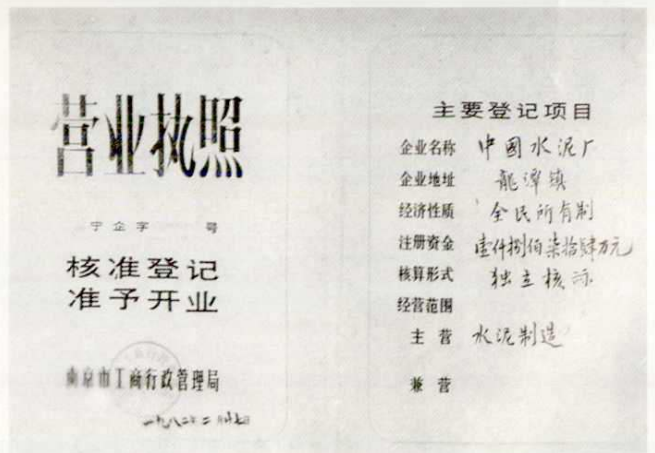 营业执照
宁企字 号
核准登记
准予开业
南京市工商行政管理局
主要登记项目
企业名称 中國水泥厂
企业地址 龍潭镇
经济性质 全民所有制
注册资金 壹仟捌佰柒拾肆万元
核算形式 独立核祘
经营范围
主营 水泥制造
兼营